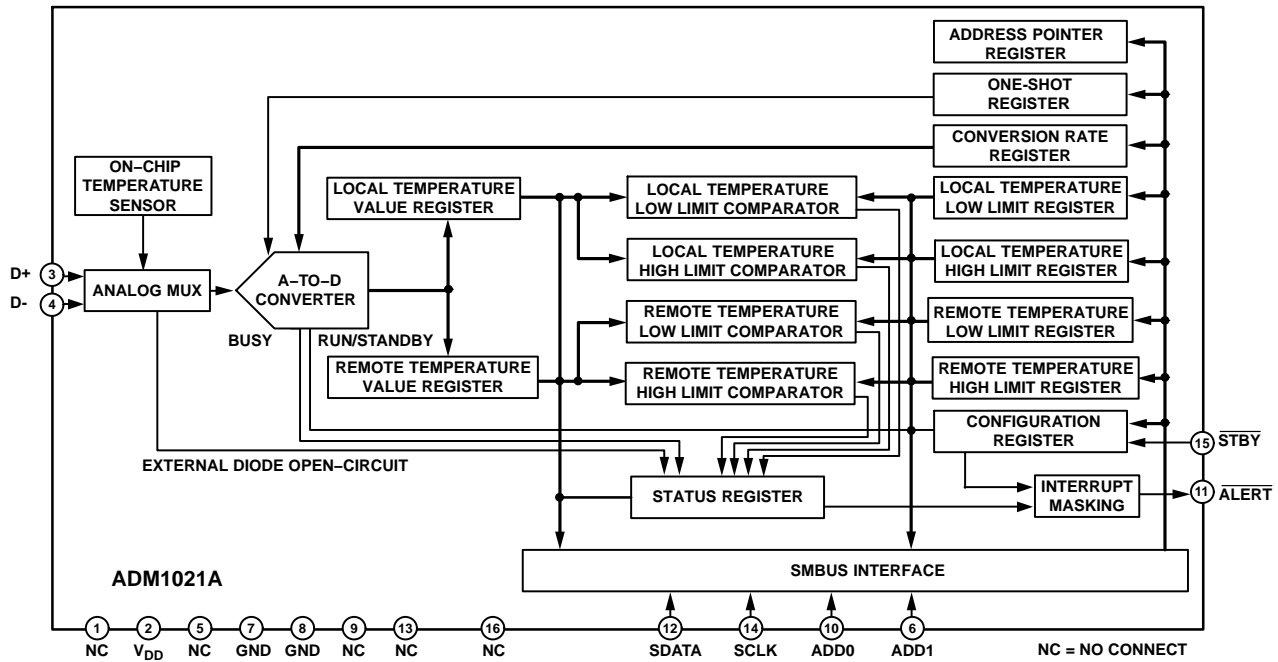 ADDRESS POINTER
REGISTER
ONE-SHOT
REGISTER
CONVERSION RATE
REGISTER
ON–CHIP
TEMPERATURE
SENSOR
LOCAL TEMPERATURE
VALUE REGISTER
LOCAL TEMPERATURE
LOW LIMIT COMPARATOR
LOCAL TEMPERATURE
LOW LIMIT REGISTER
LOCAL TEMPERATURE
HIGH LIMIT COMPARATOR
LOCAL TEMPERATURE
HIGH LIMIT REGISTER
D+
3
D-
4
ANALOG MUX
A–TO–D
CONVERTER
BUSY
RUN/STANDBY
REMOTE TEMPERATURE
LOW LIMIT COMPARATOR
REMOTE TEMPERATURE
LOW LIMIT REGISTER
REMOTE TEMPERATURE
VALUE REGISTER
REMOTE TEMPERATURE
HIGH LIMIT COMPARATOR
REMOTE TEMPERATURE
HIGH LIMIT REGISTER
CONFIGURATION
REGISTER
15
STBY
EXTERNAL DIODE OPEN–CIRCUIT
STATUS REGISTER
INTERRUPT
MASKING
11
ALERT
SMBUS INTERFACE
ADM1021A
1
2
5
7
8
9
13
16
12
14
10
6
NC
VDD
NC
GND
GND
NC
NC
NC
SDATA
SCLK
ADD0
ADD1
NC = NO CONNECT